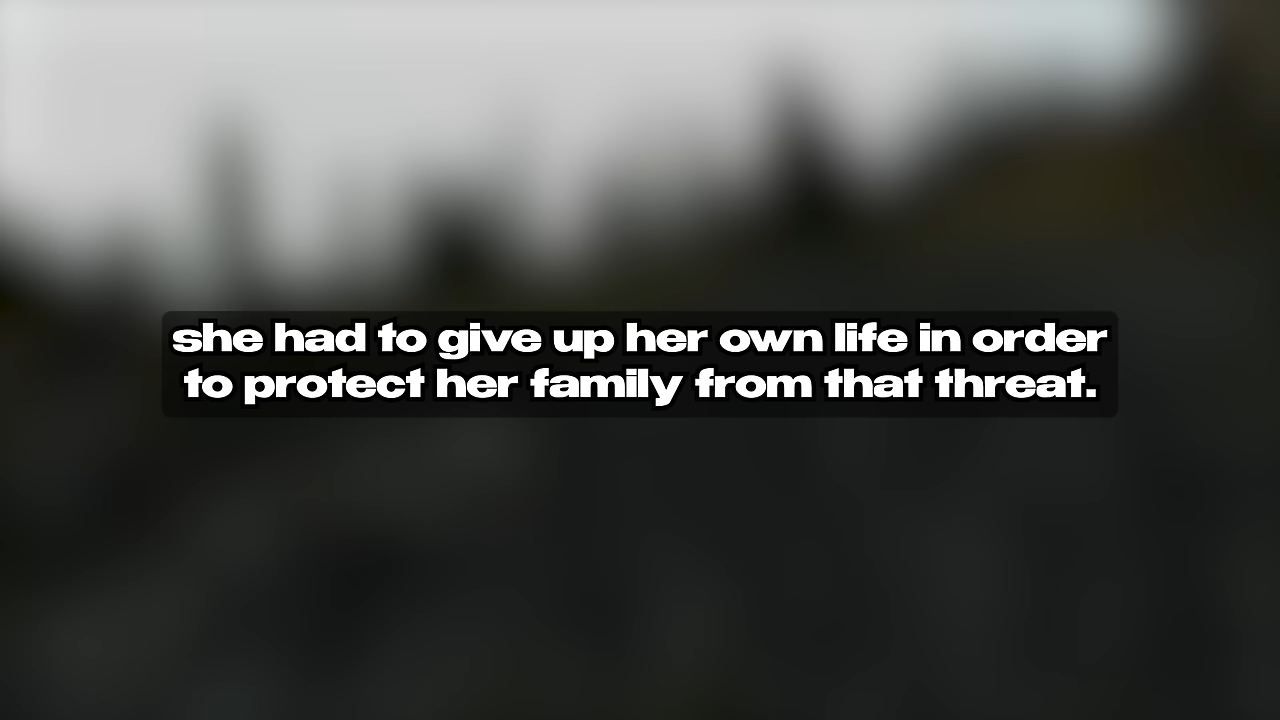 she had to give up her own life in order
to protect her family from that threat.